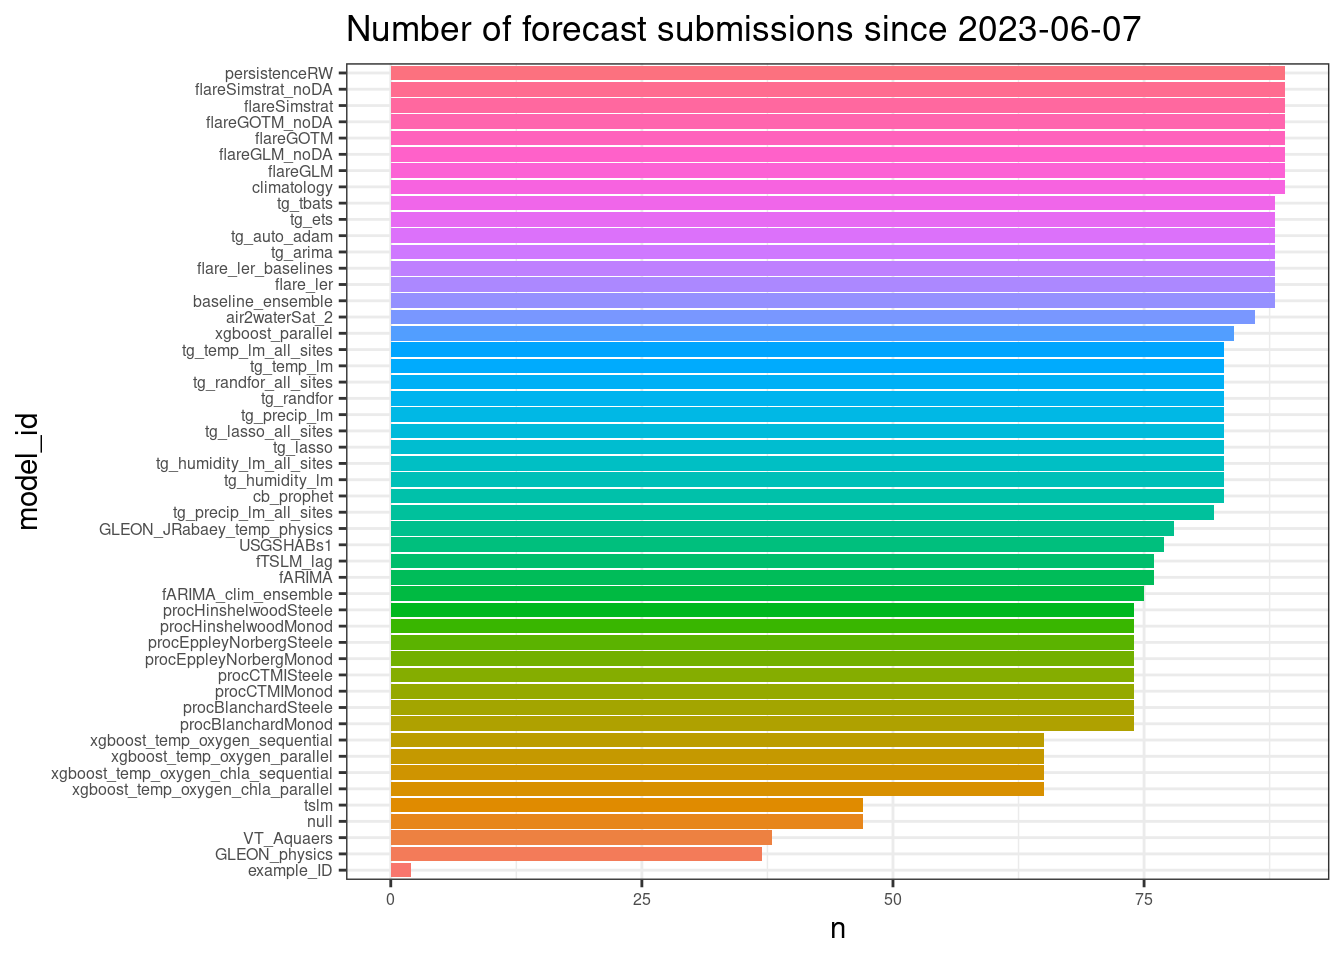 Number of forecast submissions since 2023-06-07
model_id
persistenceRW
flareSimstrat_noDA
flareSimstrat
flareGOTM_noDA
flareGOTM
flareGLM_noDA
flareGLM
climatology
tg_tbats
tg_ets
tg_auto_adam
tg_arima
flare_ler_baselines
flare_ler
baseline_ensemble
air2waterSat_2
xgboost_parallel
tg_temp_lm_all_sites
tg_temp_lm
tg_randfor_all_sites
tg_randfor
tg_precip_lm
tg_lasso_all_sites
tg_lasso
tg_humidity_lm_all_sites
tg_humidity_lm
cb_prophet
tg_precip_lm_all_sites
GLEON_JRabaey_temp_physics
USGSHABs1
fTSLM_lag
fARIMA
fARIMA_clim_ensemble
procHinshelwoodSteele
procHinshelwoodMonod
procEppleyNorbergSteele
procEppleyNorbergMonod
procCTMISteele
procCTMIMonod
procBlanchardSteele
procBlanchardMonod
xgboost_temp_oxygen_sequential
xgboost_temp_oxygen_parallel
xgboost_temp_oxygen_chla_sequential
xgboost_temp_oxygen_chla_parallel
tslm
null
VT_Aquaers
GLEON_physics
example_ID
0 25 50 75
n